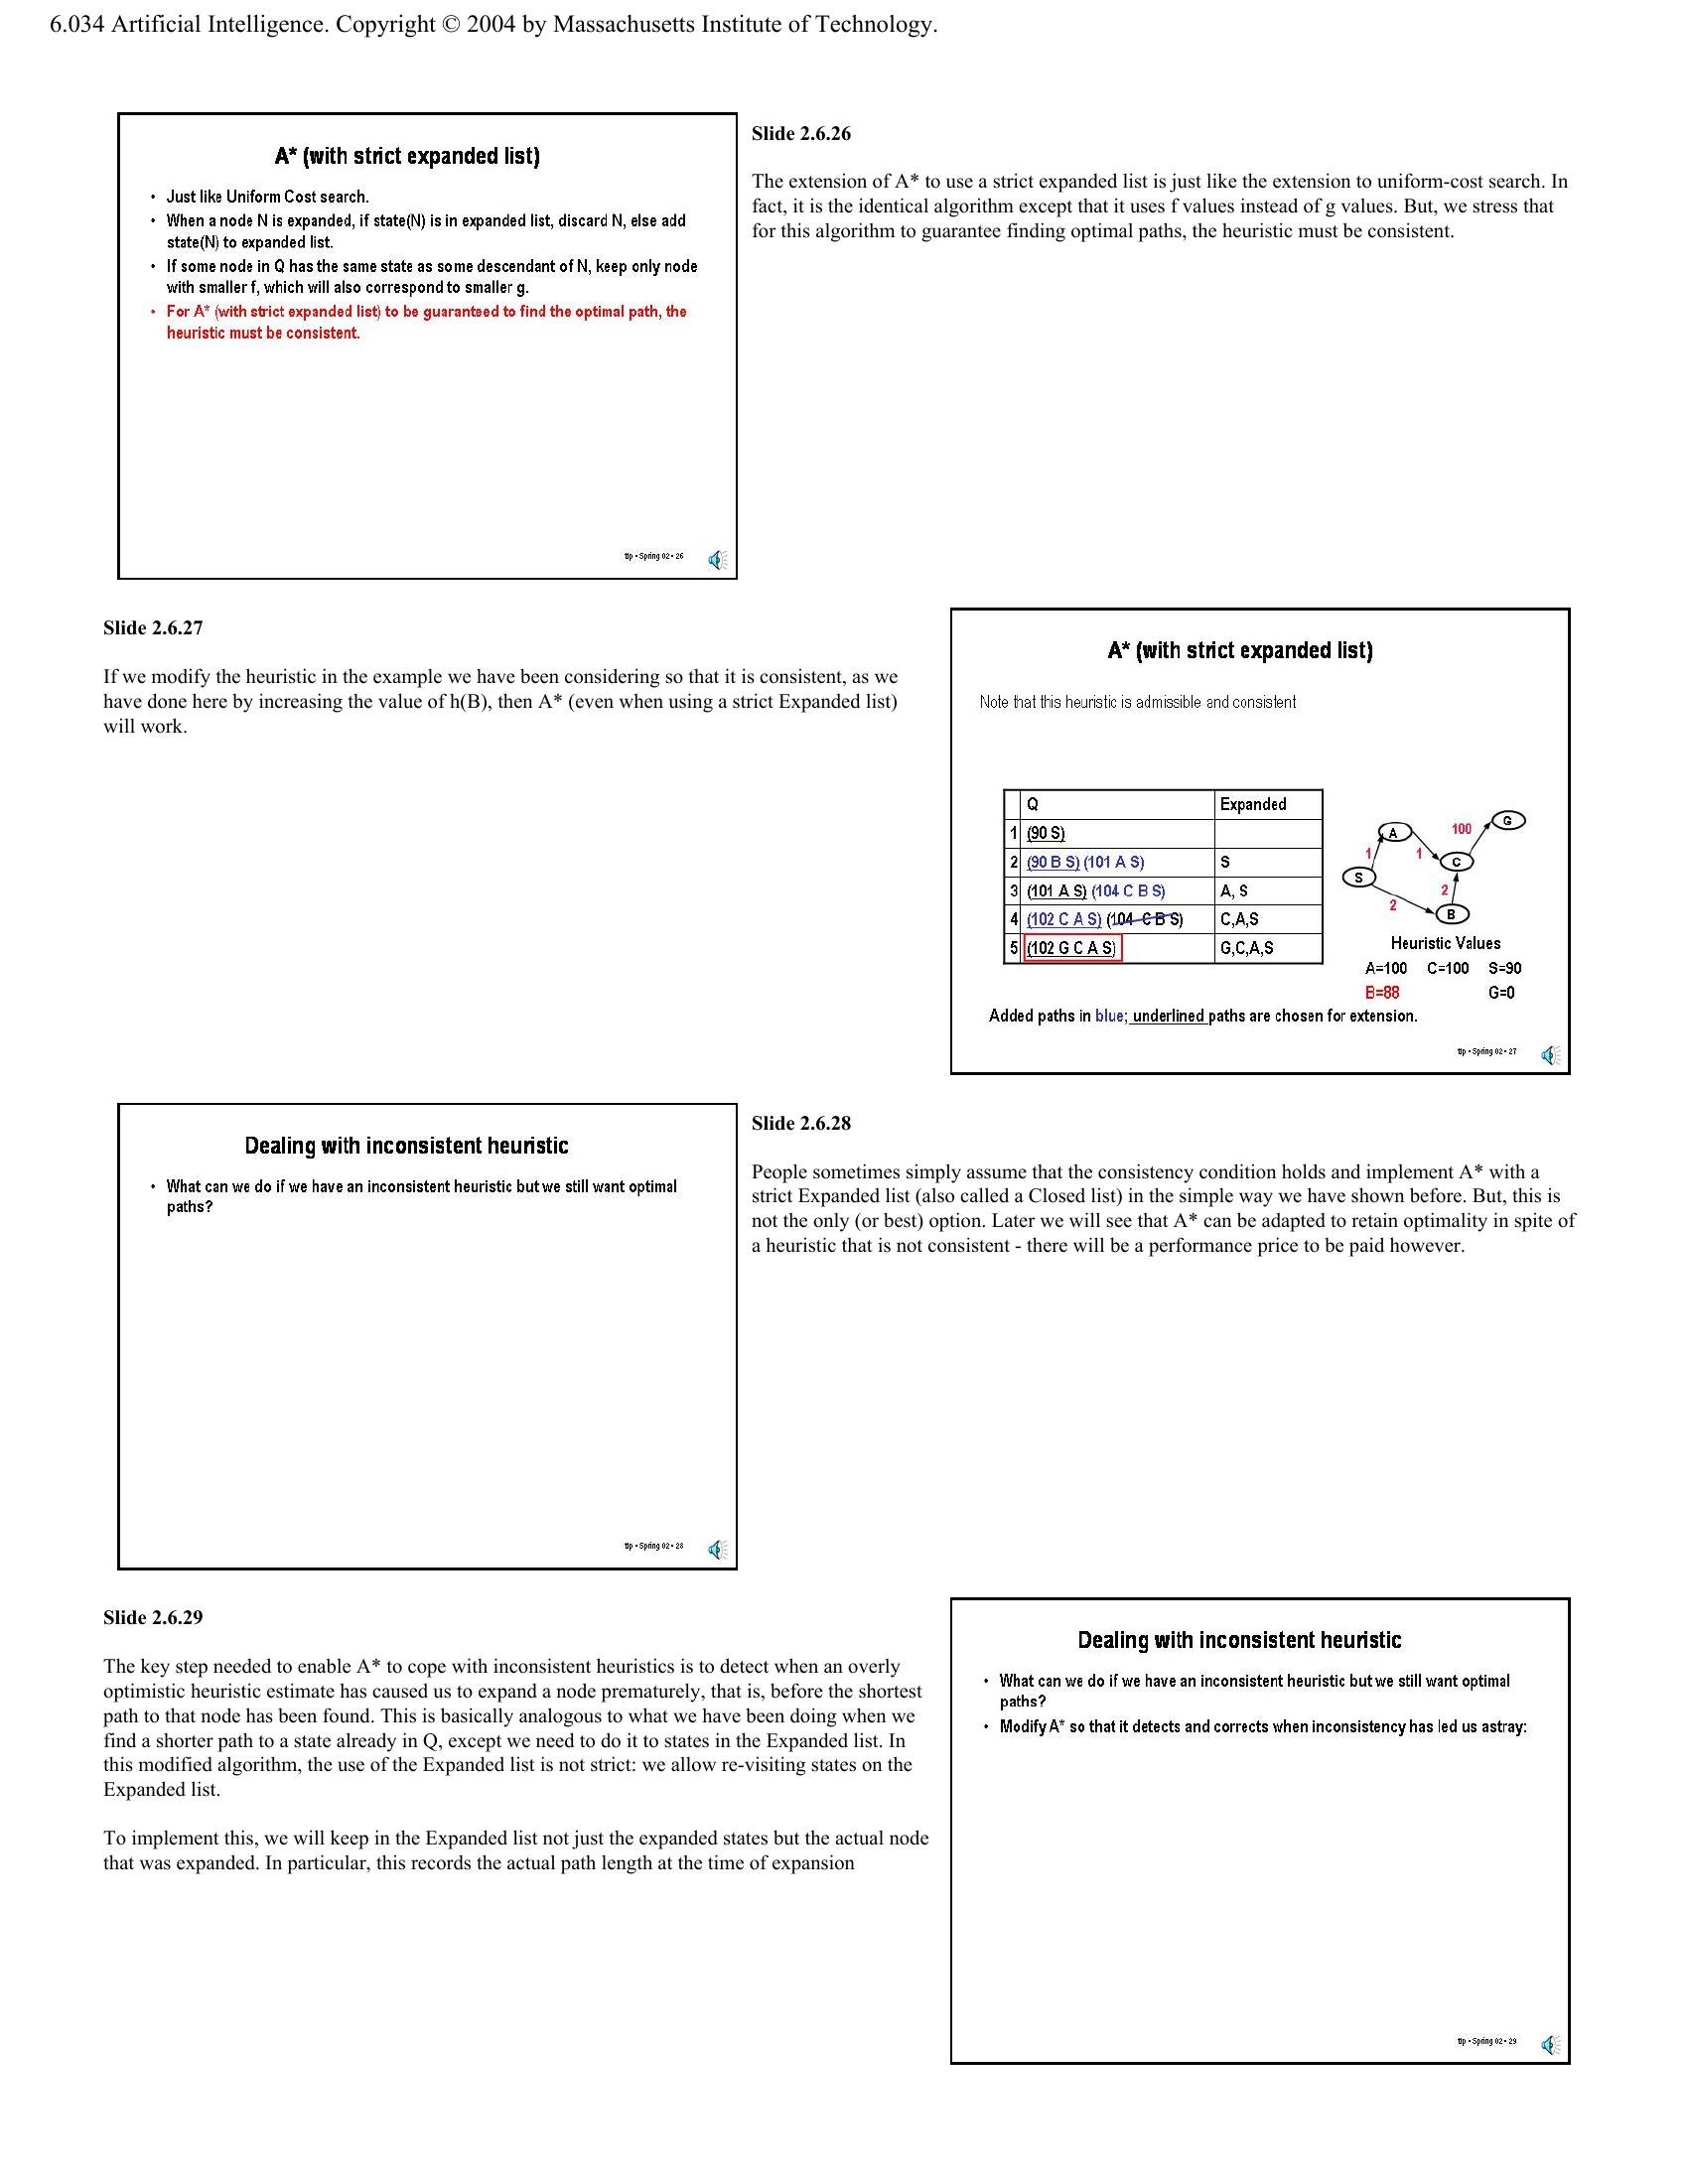 6.034 Artificial Intelligence. Copyright © 2004 by Massachusetts Institute of Technology.
A* (with strict expanded list)
• Just like Uniform Cost search.
• When a node N is expanded, if state(N) is in expanded list, discard N, else add
state(N) to expanded list.
• If some node in Q has the same state as some descendant of N, keep only node
with smaller f, which will also correspond to smaller g.
• For A* (with strict expanded list) to be guaranteed to find the optimal path, the
heuristic must be consistent.
tlp • Spring 02 • 26
Slide 2.6.26
The extension of A* to use a strict expanded list is just like the extension to uniform-cost search. In
fact, it is the identical algorithm except that it uses f values instead of g values. But, we stress that
for this algorithm to guarantee finding optimal paths, the heuristic must be consistent.
Slide 2.6.27
If we modify the heuristic in the example we have been considering so that it is consistent, as we
have done here by increasing the value of h(B), then A* (even when using a strict Expanded list)
will work.
A* (with strict expanded list)
Note that this heuristic is admissible and consistent
Q Expanded
1 (90 S)
2 (90 B S) (101 A S) S
3 (101 A S) (104 C B S) A, S
4 (102 C A S) (104 C B S) C,A,S
5 (102 G C A S) G,C,A,S
G
A 100
1 1 C
S
2
2 B
Heuristic Values
A=100 C=100 S=90
B=88 G=0
Added paths in blue; underlined paths are chosen for extension.
tlp • Spring 02 • 27
Dealing with inconsistent heuristic
• What can we do if we have an inconsistent heuristic but we still want optimal
paths?
tlp • Spring 02 • 28
Slide 2.6.28
People sometimes simply assume that the consistency condition holds and implement A* with a
strict Expanded list (also called a Closed list) in the simple way we have shown before. But, this is
not the only (or best) option. Later we will see that A* can be adapted to retain optimality in spite of
a heuristic that is not consistent - there will be a performance price to be paid however.
Slide 2.6.29
The key step needed to enable A* to cope with inconsistent heuristics is to detect when an overly
optimistic heuristic estimate has caused us to expand a node prematurely, that is, before the shortest
path to that node has been found. This is basically analogous to what we have been doing when we
find a shorter path to a state already in Q, except we need to do it to states in the Expanded list. In
this modified algorithm, the use of the Expanded list is not strict: we allow re-visiting states on the
Expanded list.
To implement this, we will keep in the Expanded list not just the expanded states but the actual node
that was expanded. In particular, this records the actual path length at the time of expansion
Dealing with inconsistent heuristic
• What can we do if we have an inconsistent heuristic but we still want optimal
paths?
• Modify A* so that it detects and corrects when inconsistency has led us astray:
tlp • Spring 02 • 29